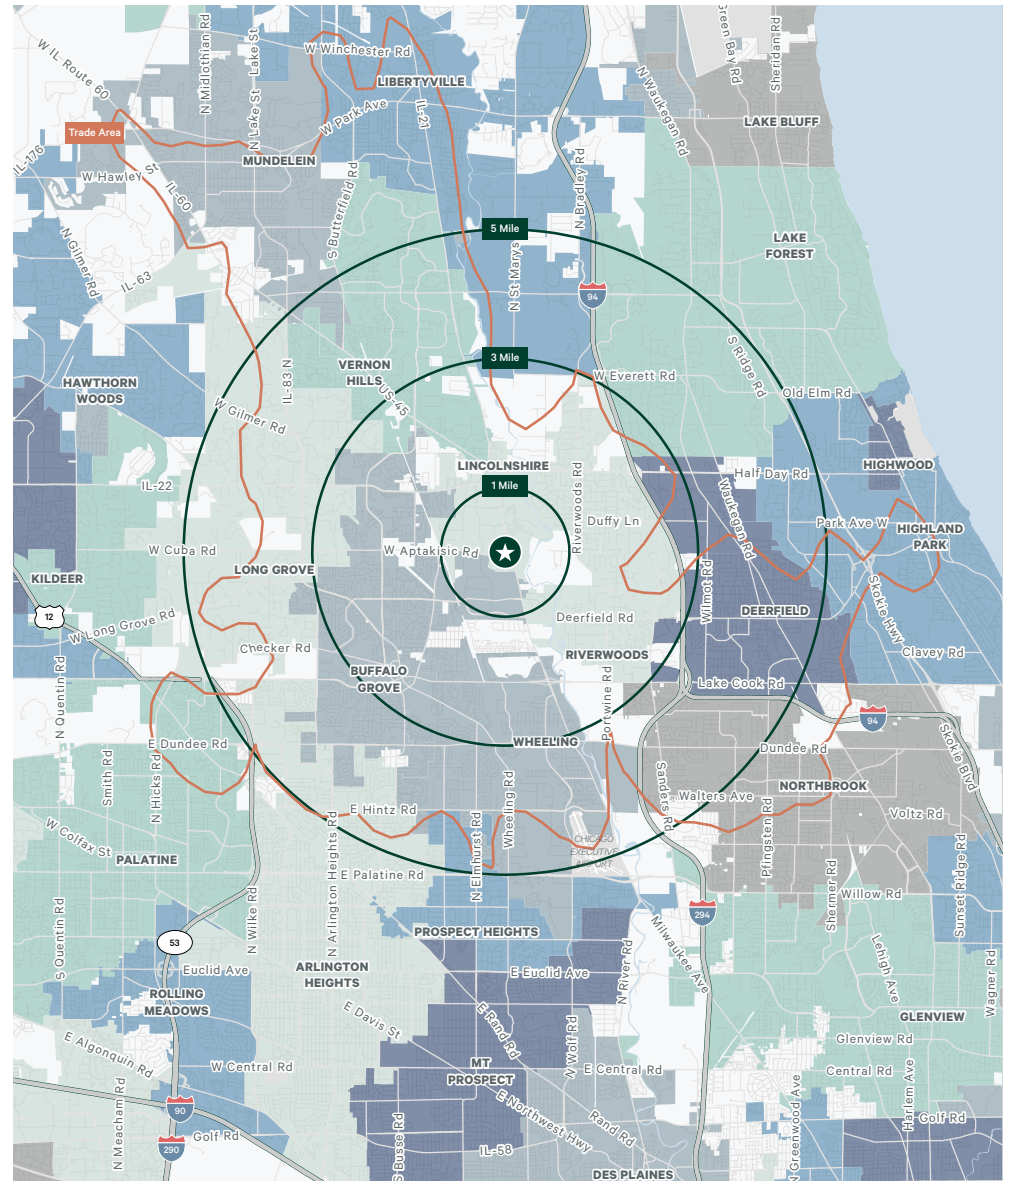 Green Bay Rd
Sheridan Rd
N Midlothian Rd
N Lake St
Lake St
W IL Route 60
W Winchester Rd
LIBERTYVILLE
N Waukegan Rd
W Park Ave
IL-21
LAKE BLUFF
Trade Area
IL-176
W Hawley St
MUNDELEIN
IL-60
S Butterfield Rd
N Bradley Rd
5 Mile
N Gilmer Rd
IL-63
N St Marys
LAKE
FOREST
94
3 Mile
VERNON
HILLS
US-45
IL-83 N
W Everett Rd
S Ridge Rd
Old Elm Rd
HAWTHORN
WOODS
W Gilmer Rd
LINCOLNSHIRE
1 Mile
HIGHWOOD
Half Day Rd
IL-22
Riverwoods Rd
Duffy Ln
Waukegan Rd
Park Ave W
HIGHLAND
PARK
W Cuba Rd
W Aptakisic Rd
LONG GROVE
KILDEER
12
Wilmot Rd
Skokie Hwy
DEERFIELD
Deerfield Rd
W Long Grove Rd
Checker Rd
RIVERWOODS
Clavey Rd
BUFFALO
GROVE
N Quentin Rd
Portwine Rd
Lake Cook Rd
94
WHEELING
E Dundee Rd
Dundee Rd
Skokie Blvd
Smith Rd
N Hicks Rd
Sanders Rd
NORTHBROOK
Walters Ave
E Hintz Rd
Wheeling Rd
Voltz Rd
W Colfax St
N Elmhurst Rd
CHICAGO
EXECUTIVE
AIRPORT
Pfingsten Rd
PALATINE
N Arlington Heights Rd
E Palatine Rd
Shermer Rd
Willow Rd
Sunset Ridge Rd
S Quentin Rd
N Wilke Rd
294
PROSPECT HEIGHTS
53
Milwaukee Ave
Euclid Ave
ARLINGTON
HEIGHTS
E Euclid Ave
N River Rd
Lehigh Ave
Wagner Rd
ROLLING
MEADOWS
E Davis St
E Rand Rd
GLENVIEW
E Algonquin Rd
N Wolf Rd
Glenview Rd
W Central Rd
MT
PROSPECT
E Central Rd
Central Rd
N Meacham Rd
90
E Northwest Hwy
Rand Rd
N Greenwood Ave
Harlem Ave
Golf Rd
Golf Rd
290
S Busse Rd
IL-58
DES PLAINES